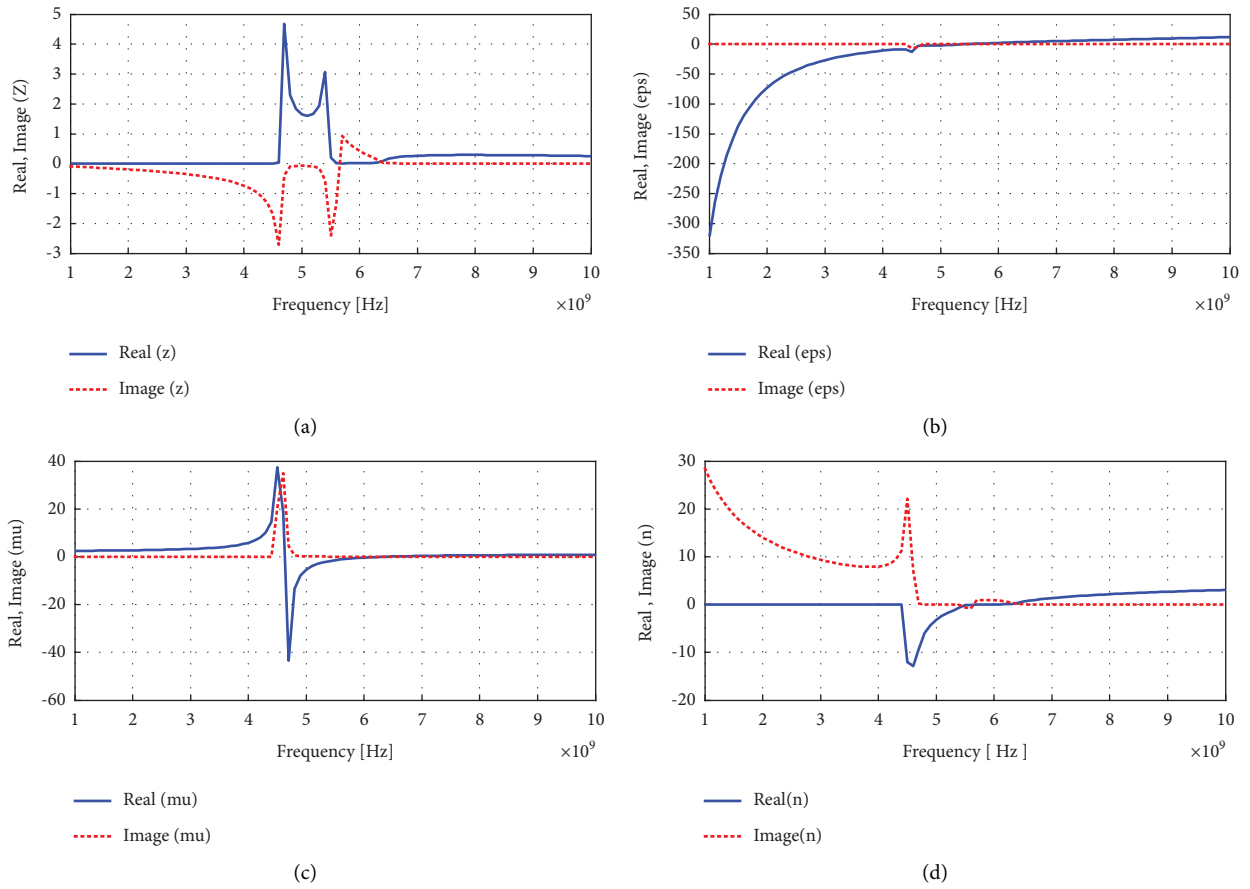 5
4
3
2
1
0
-1
-2
-3
Real, Image (Z)
1 2 3 4 5 6 7 8 9 10
Frequency [Hz]
×10^9
Real (z)
Image (z)
(a)
50
0
-50
-100
-150
-200
-250
-300
-350
Real, Image (eps)
1 2 3 4 5 6 7 8 9 10
Frequency [Hz]
×10^9
Real (eps)
Image (eps)
(b)
40
20
0
-20
-40
-60
Real, Image (mu)
1 2 3 4 5 6 7 8 9 10
Frequency [Hz]
×10^9
Real (mu)
Image (mu)
(c)
30
20
10
0
-10
-20
Real , Image (n)
1 2 3 4 5 6 7 8 9 10
Frequency [ Hz ]
×10^9
Real(n)
Image(n)
(d)